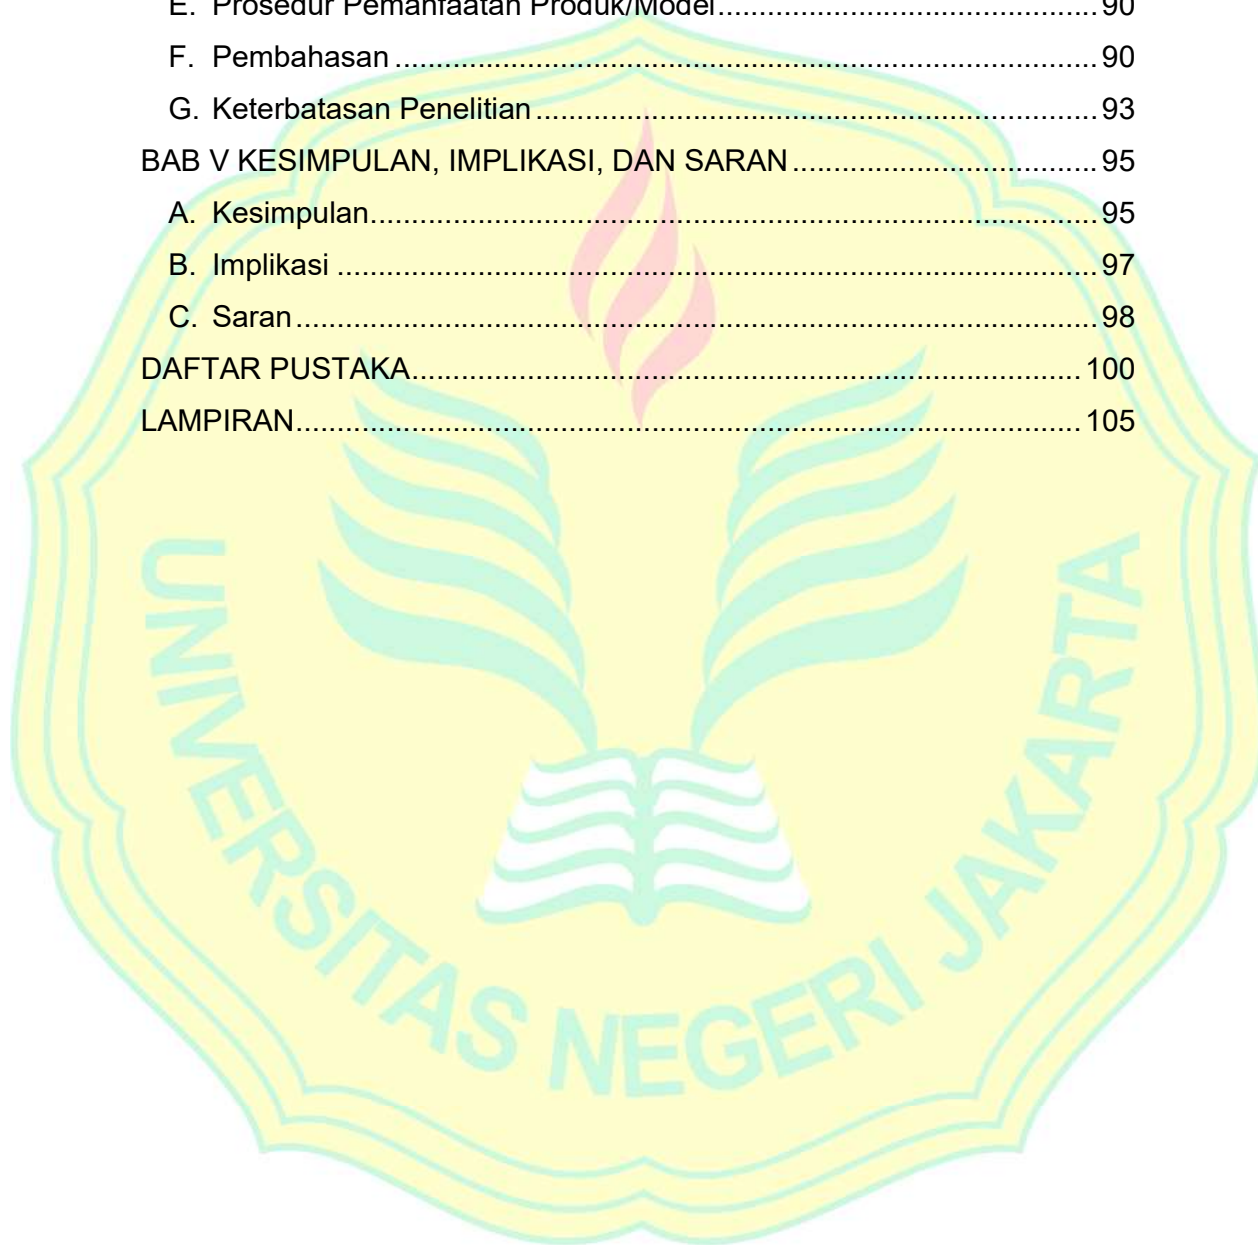 E. Prosedur Pemanfaatan Produk/Model........................................... 90
F. Pembahasan .................................................................................. 90
G. Keterbatasan Penelitian.................................................................. 93
BAB V KESIMPULAN, IMPLIKASI, DAN SARAN .................................... 95
A. Kesimpulan..................................................................................... 95
B. Implikasi ......................................................................................... 97
C. Saran.............................................................................................. 98
DAFTAR PUSTAKA................................................................................ 100
LAMPIRAN.............................................................................................. 105
UNIVERSITAS NEGERI JAKARTA